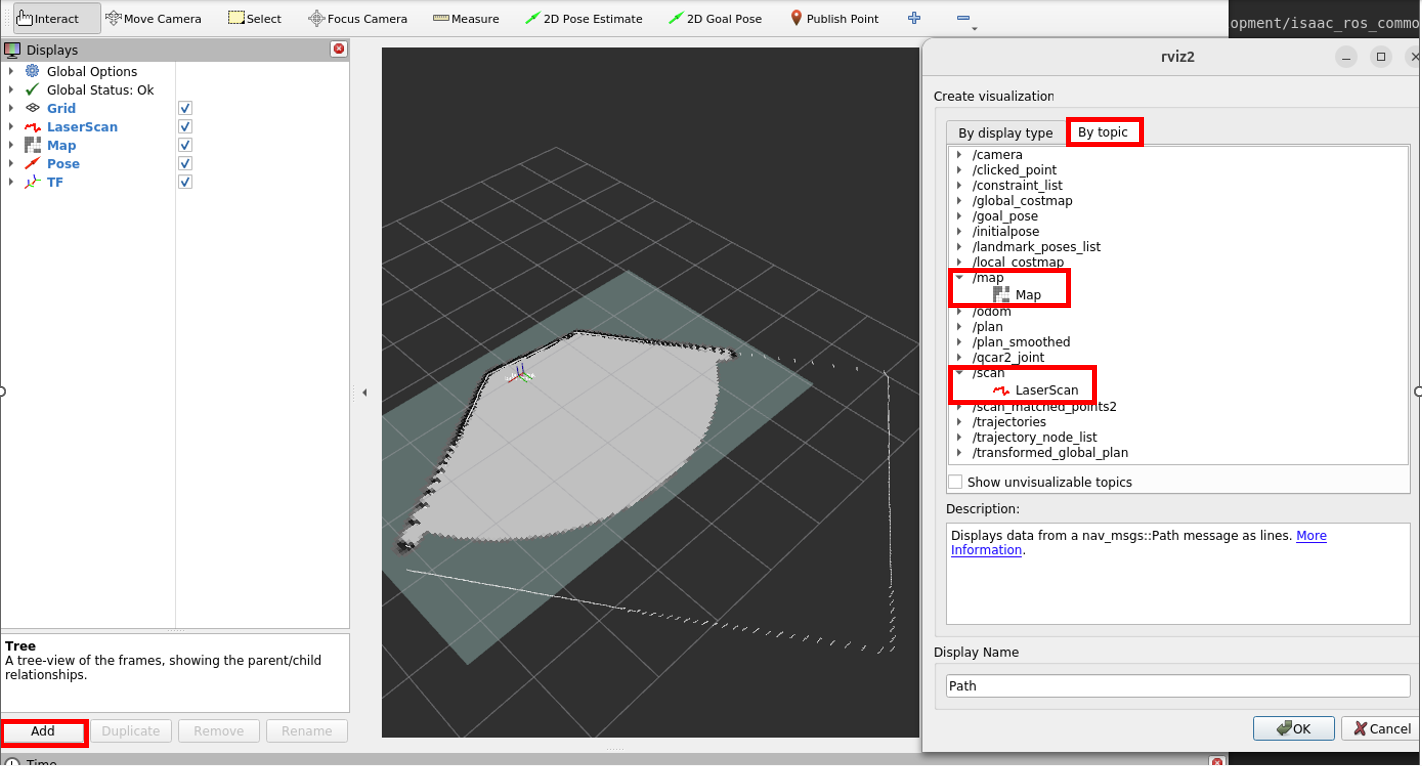 Interact Move Camera Select Focus Camera Measure 2D Pose Estimate 2D Goal Pose Publish Point
opment/isaac_ros_commo
Displays
Global Options
Global Status: Ok
Grid
LaserScan
Map
Pose
TF
Tree
A tree-view of the frames, showing the parent/child
relationships.
Add Duplicate Remove Rename
Time
rviz2
Create visualization
By display type By topic
/camera
/clicked_point
/constraint_list
/global_costmap
/goal_pose
/initialpose
/landmark_poses_list
/local_costmap
/map
Map
/odom
/plan
/plan_smoothed
/qcar2_joint
/scan
LaserScan
/scan_matched_points2
/trajectories
/trajectory_node_list
/transformed_global_plan
Show unvisualizable topics
Description:
Displays data from a nav_msgs::Path message as lines. More
Information.
Display Name
Path
OK Cancel